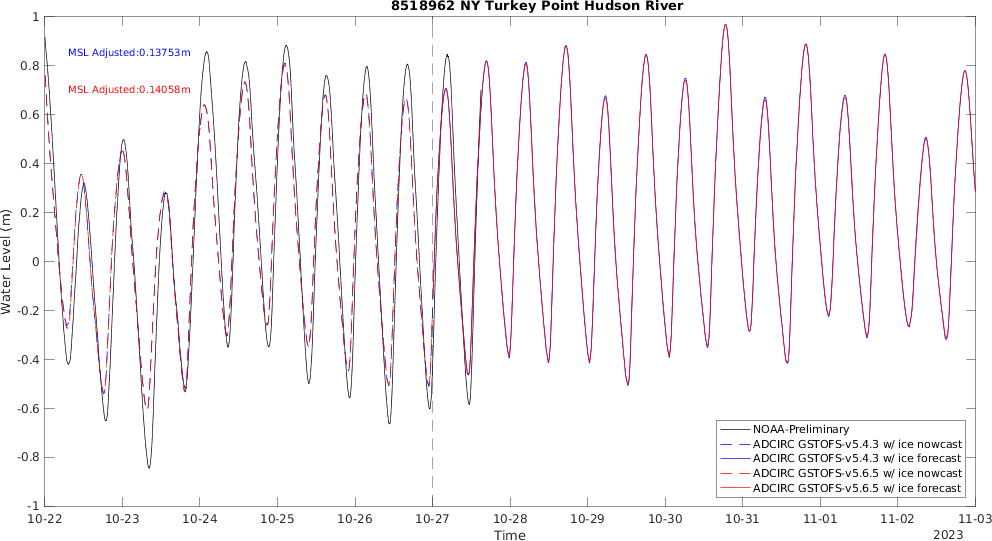 8518962 NY Turkey Point Hudson River
1
0.8
0.6
0.4
0.2
0
-0.2
-0.4
-0.6
-0.8
-1
Water Level (m)
MSL Adjusted:0.13753m
MSL Adjusted:0.14058m
NOAA-Preliminary
ADCIRC GSTOFS-v5.4.3 w/ ice nowcast
ADCIRC GSTOFS-v5.4.3 w/ ice forecast
ADCIRC GSTOFS-v5.6.5 w/ ice nowcast
ADCIRC GSTOFS-v5.6.5 w/ ice forecast
10-22 10-23 10-24 10-25 10-26 10-27 10-28 10-29 10-30 10-31 11-01 11-02 11-03
Time
2023